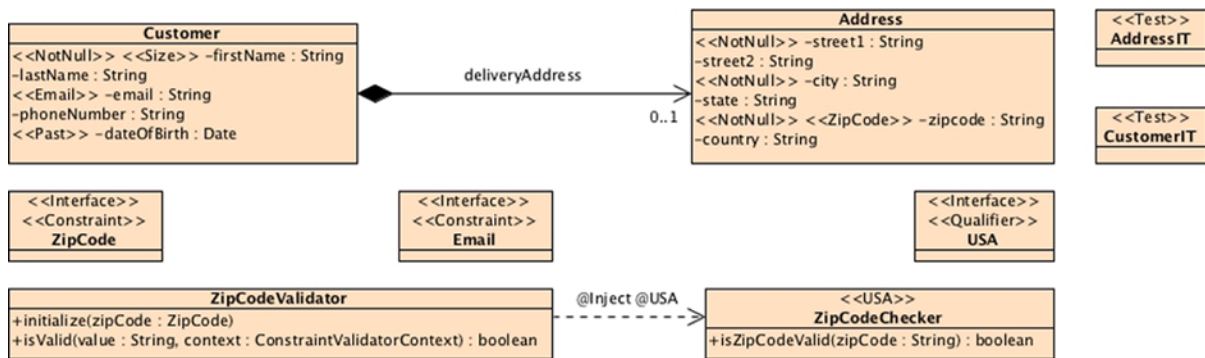 Customer
<<NotNull>> <<Size>> -firstName : String
-lastName : String
<<Email>> -email : String
-phoneNumber : String
<<Past>> -dateOfBirth : Date
deliveryAddress
0..1
Address
<<NotNull>> -street1 : String
-street2 : String
<<NotNull>> -city : String
-state : String
<<NotNull>> <<ZipCode>> -zipcode : String
-country : String
<<Test>>
AddressIT
<<Test>>
CustomerIT
<<Interface>>
<<Constraint>>
ZipCode
<<Interface>>
<<Constraint>>
Email
<<Interface>>
<<Qualifier>>
USA
ZipCodeValidator
+initialize(zipCode : ZipCode)
+isValid(value : String, context : ConstraintValidatorContext) : boolean
@Inject @USA
<<USA>>
ZipCodeChecker
+isZipCodeValid(zipCode : String) : boolean